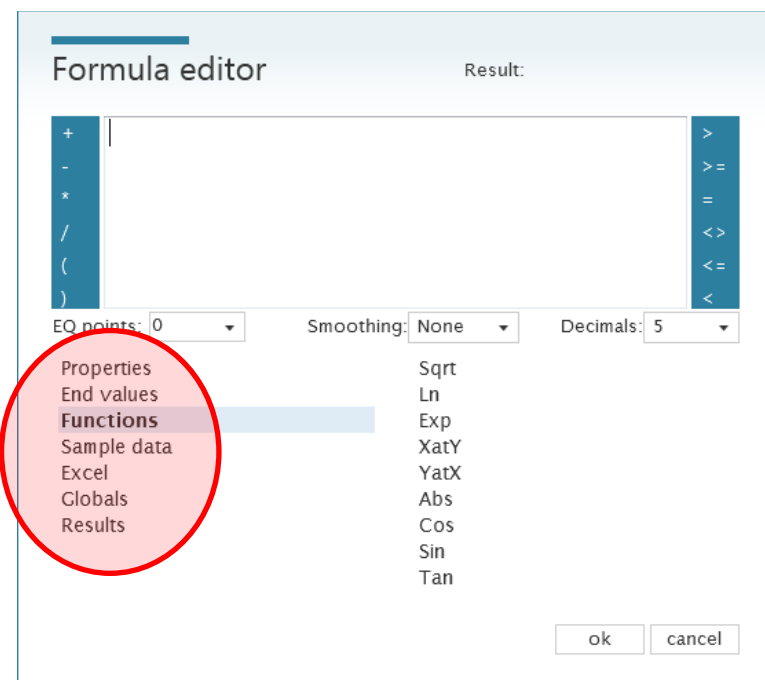 Formula editor
Result:
+
-
*
/
(
)
>
>=
=
<>
<=
<
EQ points: 0
Smoothing: None
Decimals: 5
Properties
End values
Functions
Sample data
Excel
Globals
Results
Sqrt
Ln
Exp
XatY
YatX
Abs
Cos
Sin
Tan
ok
cancel